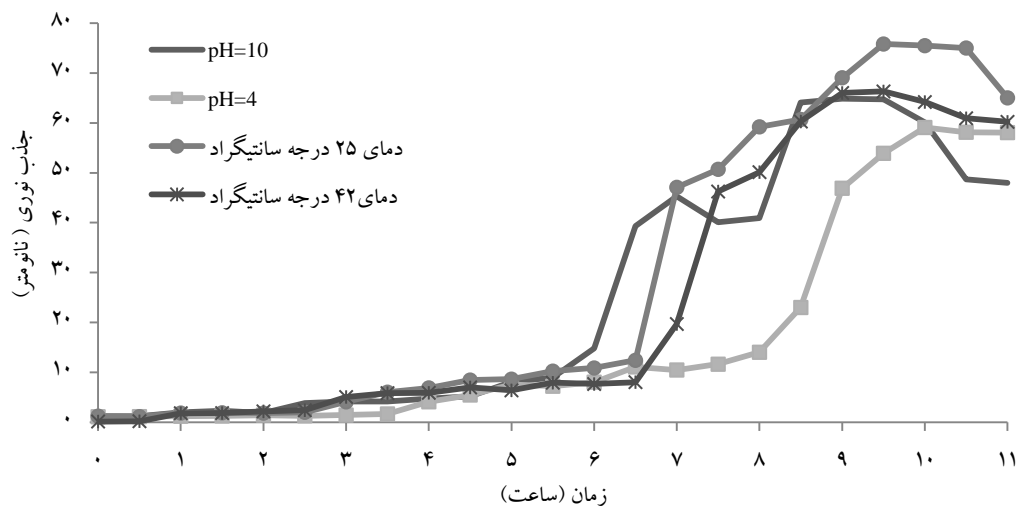 pH=10
pH=4
دمای ۲۵ درجه سانتیگراد
دمای۴۲ درجه سانتیگراد
جذب نوری ( نانومتر)
۸۰
۷۰
۶۰
۵۰
۴۰
۳۰
۲۰
۱۰
۰
۰ ۱ ۲ ۳ ۴ ۵ ۶ ۷ ۸ ۹ ۱۰ ۱۱
زمان (ساعت)